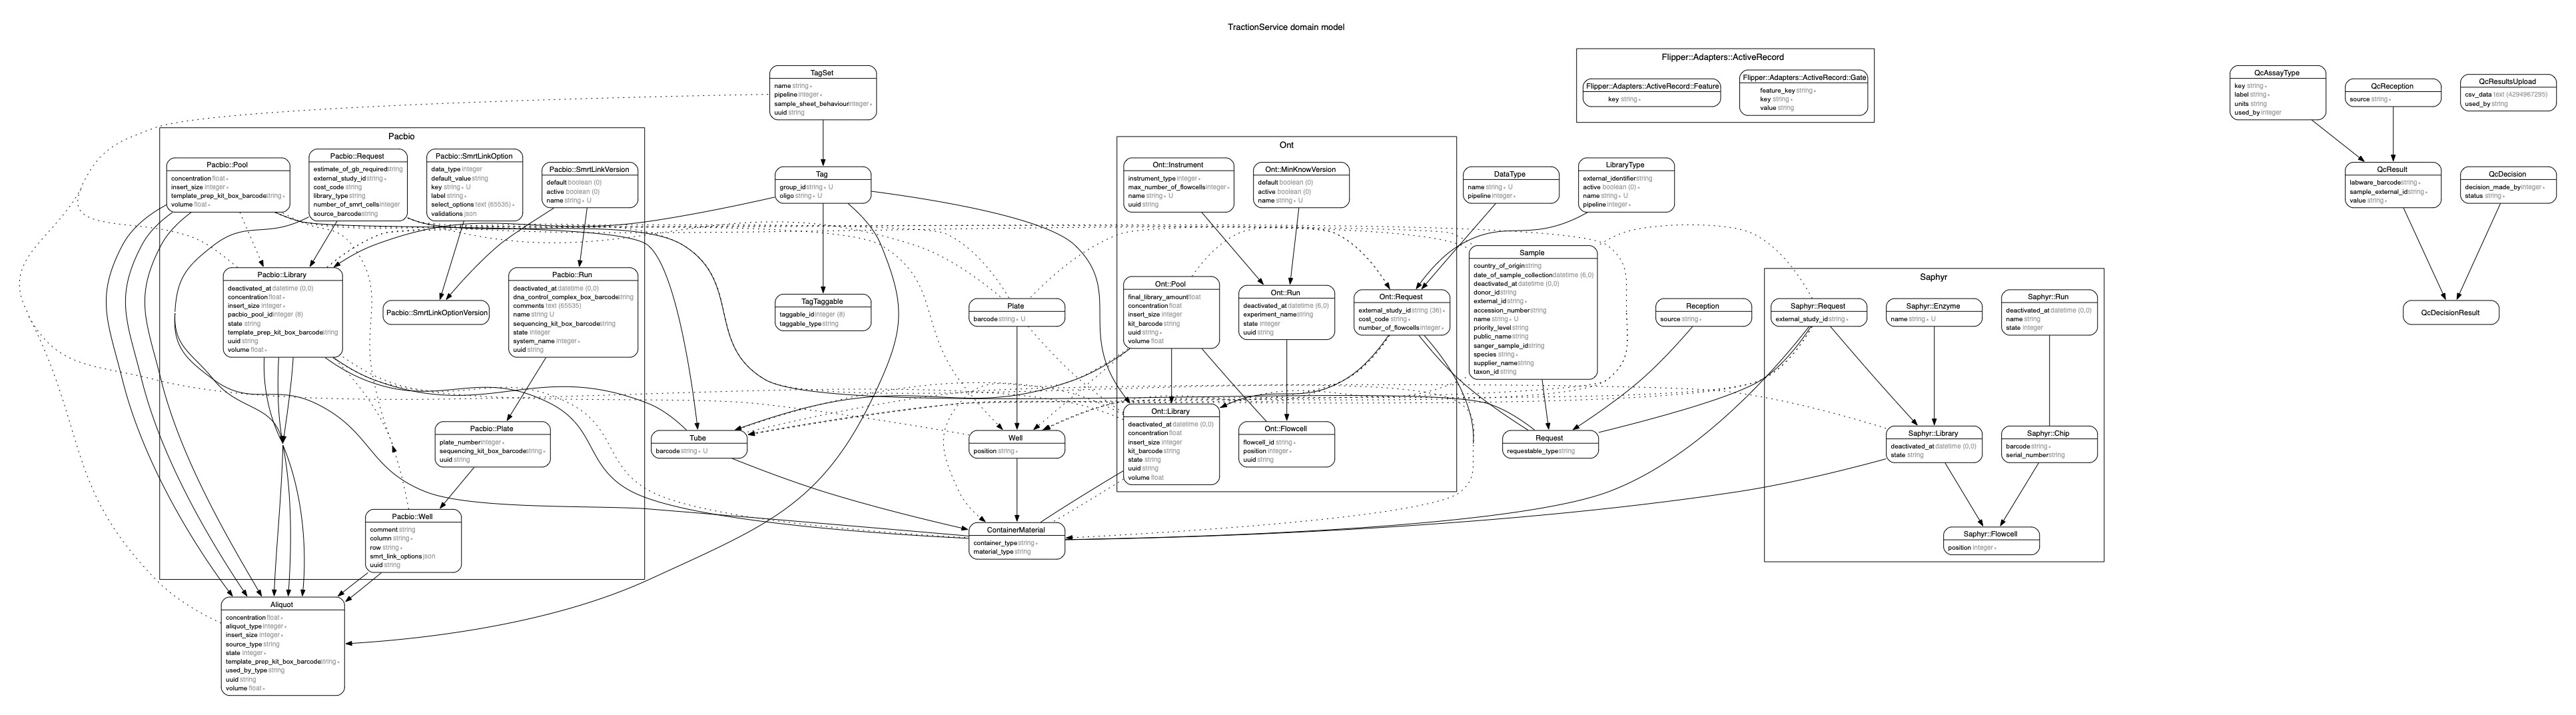 TractionService domain model
Flipper::Adapters::ActiveRecord
Flipper::Adapters::ActiveRecord::Feature
key string ∗
Flipper::Adapters::ActiveRecord::Gate
feature_key string ∗
key string ∗
value string
TagSet
name string ∗
pipeline integer ∗
sample_sheet_behaviour integer ∗
uuid string
QcAssayType
key string ∗
label string ∗
units string
used_by integer
QcReception
source string ∗
QcResultsUpload
csv_data text (4294967295)
used_by string
Pacbio
Pacbio::Pool
concentration float ∗
insert_size integer ∗
template_prep_kit_box_barcode string ∗
volume float ∗
Pacbio::Request
estimate_of_gb_required string
external_study_id string ∗
cost_code string
library_type string
number_of_smrt_cells integer
source_barcode string
Pacbio::SmrtLinkOption
data_type integer
default_value string
key string ∗ U
label string ∗
select_options text (65535) ∗
validations json
Pacbio::SmrtLinkVersion
default boolean (0)
active boolean (0)
name string ∗ U
Tag
group_id string ∗ U
oligo string ∗ U
Ont
Ont::Instrument
instrument_type integer ∗
max_number_of_flowcells integer ∗
name string ∗ U
uuid string
Ont::MinKnowVersion
default boolean (0)
active boolean (0)
name string ∗ U
DataType
name string ∗ U
pipeline integer ∗
LibraryType
external_identifier string
active boolean (0) ∗
name string ∗ U
pipeline integer ∗
QcResult
labware_barcode string ∗
sample_external_id string ∗
value string ∗
QcDecision
decision_made_by integer ∗
status string ∗
Pacbio::Library
deactivated_at datetime (0,0)
concentration float ∗
insert_size integer ∗
pacbio_pool_id integer (8)
state string
template_prep_kit_box_barcode string
uuid string
volume float ∗
Pacbio::SmrtLinkOptionVersion
Pacbio::Run
deactivated_at datetime (0,0)
dna_control_complex_box_barcode string
comments text (65535)
name string U
sequencing_kit_box_barcode string
state integer
system_name integer ∗
uuid string
TagTaggable
taggable_id integer (8)
taggable_type string
Plate
barcode string ∗ U
Ont::Pool
final_library_amount float
concentration float
insert_size integer
kit_barcode string
uuid string ∗
volume float
Ont::Run
deactivated_at datetime (6,0)
experiment_name string
state integer
uuid string
Ont::Request
external_study_id string (36) ∗
cost_code string ∗
number_of_flowcells integer ∗
Sample
country_of_origin string
date_of_sample_collection datetime (6,0)
deactivated_at datetime (0,0)
donor_id string
external_id string ∗
accession_number string
name string ∗ U
priority_level string
public_name string
sanger_sample_id string
species string ∗
supplier_name string
taxon_id string
Reception
source string ∗
Saphyr
Saphyr::Request
external_study_id string ∗
Saphyr::Enzyme
name string ∗ U
Saphyr::Run
deactivated_at datetime (0,0)
name string
state integer
QcDecisionResult
Pacbio::Plate
plate_number integer ∗
sequencing_kit_box_barcode string ∗
uuid string
Tube
barcode string ∗ U
Well
position string ∗
Ont::Library
deactivated_at datetime (0,0)
concentration float
insert_size integer
kit_barcode string
state string
uuid string
volume float
Ont::Flowcell
flowcell_id string ∗
position integer ∗
uuid string
Request
requestable_type string
Saphyr::Library
deactivated_at datetime (0,0)
state string
Saphyr::Chip
barcode string ∗
serial_number string
Pacbio::Well
comment string
column string ∗
row string ∗
smrt_link_options json
uuid string
ContainerMaterial
container_type string ∗
material_type string
Saphyr::Flowcell
position integer ∗
Aliquot
concentration float ∗
aliquot_type integer ∗
insert_size integer ∗
source_type string
state integer ∗
template_prep_kit_box_barcode string ∗
used_by_type string
uuid string
volume float ∗